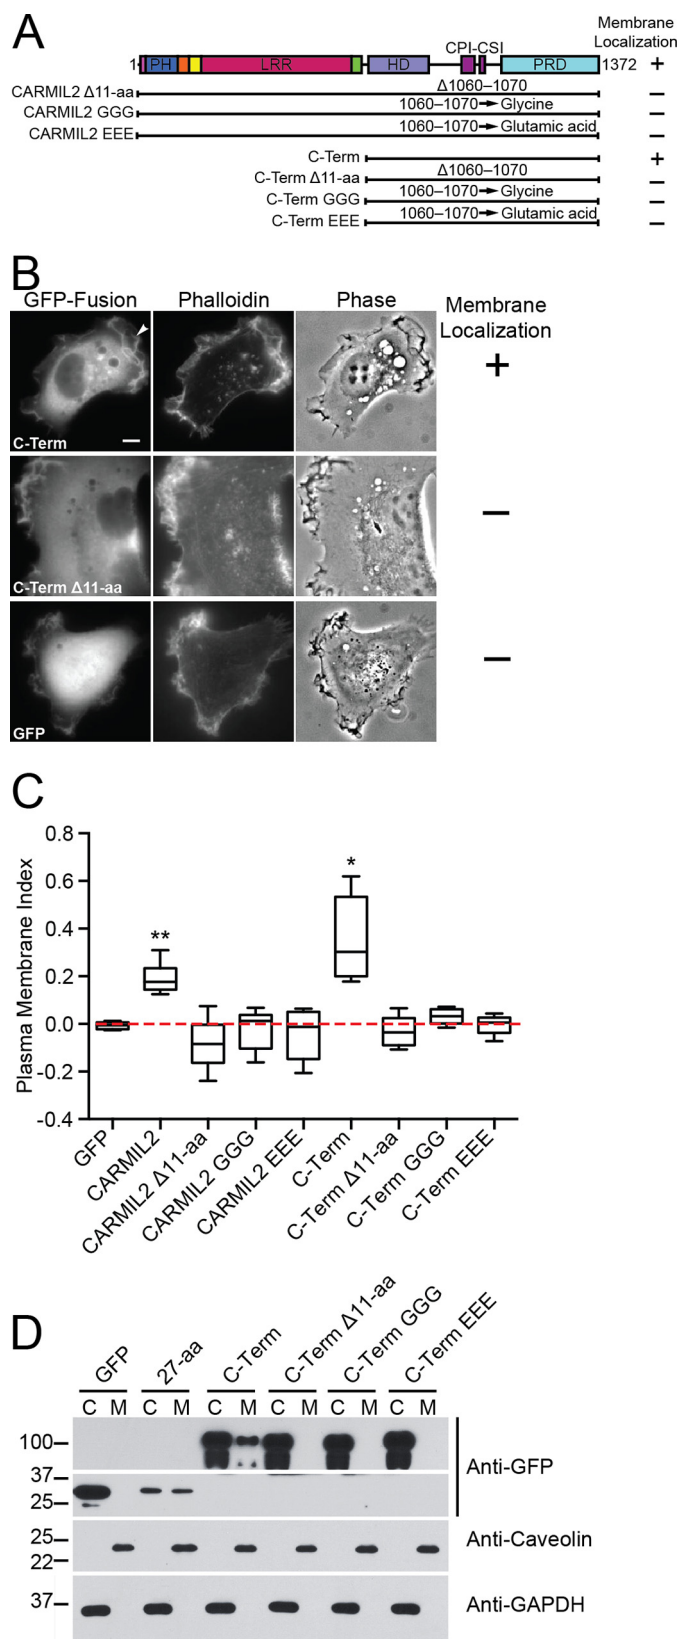 A
Membrane
Localization
CPI-CSI
1 PH LRR HD PRD 1372 +
CARMIL2 Δ11-aa Δ1060–1070 –
CARMIL2 GGG 1060–1070 Glycine –
CARMIL2 EEE 1060–1070 Glutamic acid –
C-Term +
C-Term Δ11-aa Δ1060–1070 –
C-Term GGG 1060–1070 Glycine –
C-Term EEE 1060–1070 Glutamic acid –
B
GFP-Fusion Phalloidin Phase Membrane
Localization
+
C-Term
–
C-Term Δ11-aa
–
GFP
C
Plasma Membrane Index
0.8
0.6
0.4
0.2
0.0
-0.2
-0.4
** *
GFP
CARMIL2
CARMIL2 Δ11-aa
CARMIL2 GGG
CARMIL2 EEE
C-Term
C-Term Δ11-aa
C-Term GGG
C-Term EEE
D
GFP 27-aa C-Term C-Term Δ11-aa C-Term GGG C-Term EEE
C M C M C M C M C M C M
100
37
25
Anti-GFP
25
22
Anti-Caveolin
37
Anti-GAPDH